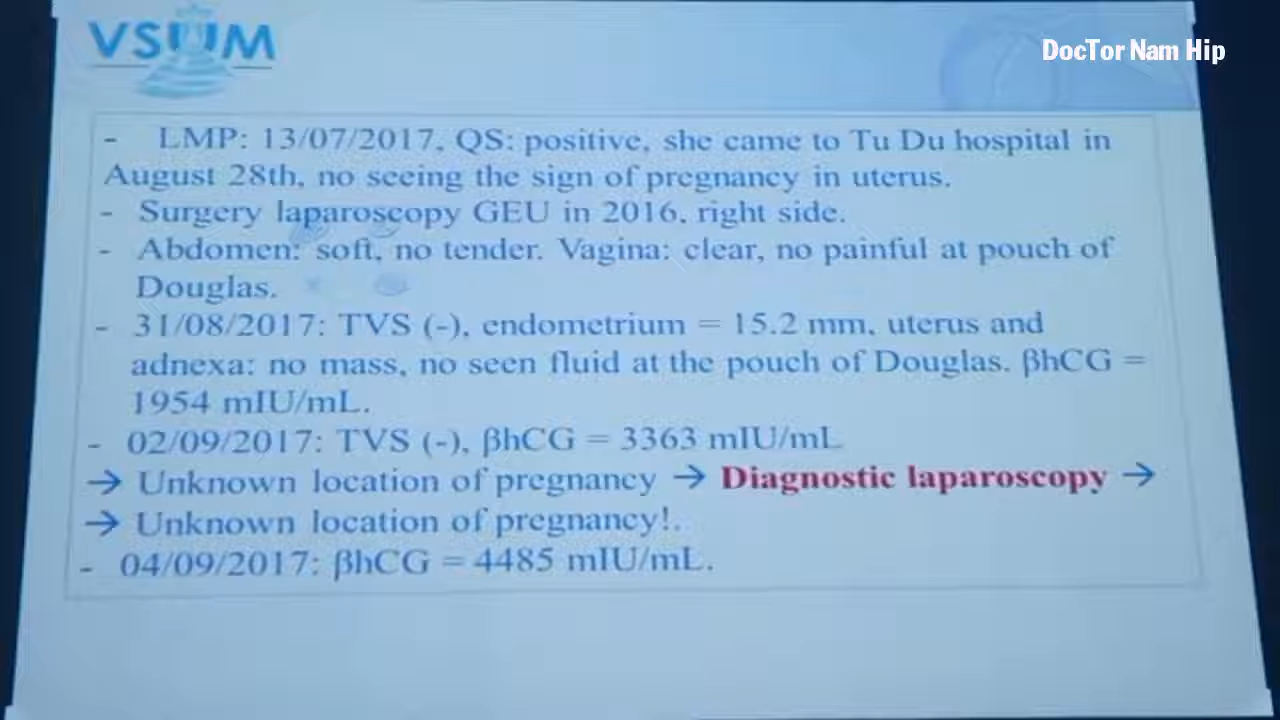 VSUM
DocTor Nam Hip
- LMP: 13/07/2017, QS: positive, she came to Tu Du hospital in
August 28th, no seeing the sign of pregnancy in uterus.
- Surgery laparoscopy GEU in 2016, right side.
- Abdomen: soft, no tender. Vagina: clear, no painful at pouch of
Douglas.
- 31/08/2017: TVS (-), endometrium = 15.2 mm, uterus and
adnexa: no mass, no seen fluid at the pouch of Douglas. βhCG =
1954 mIU/mL.
- 02/09/2017: TVS (-), βhCG = 3363 mIU/mL
→ Unknown location of pregnancy → Diagnostic laparoscopy →
→ Unknown location of pregnancy!.
- 04/09/2017: βhCG = 4485 mIU/mL.